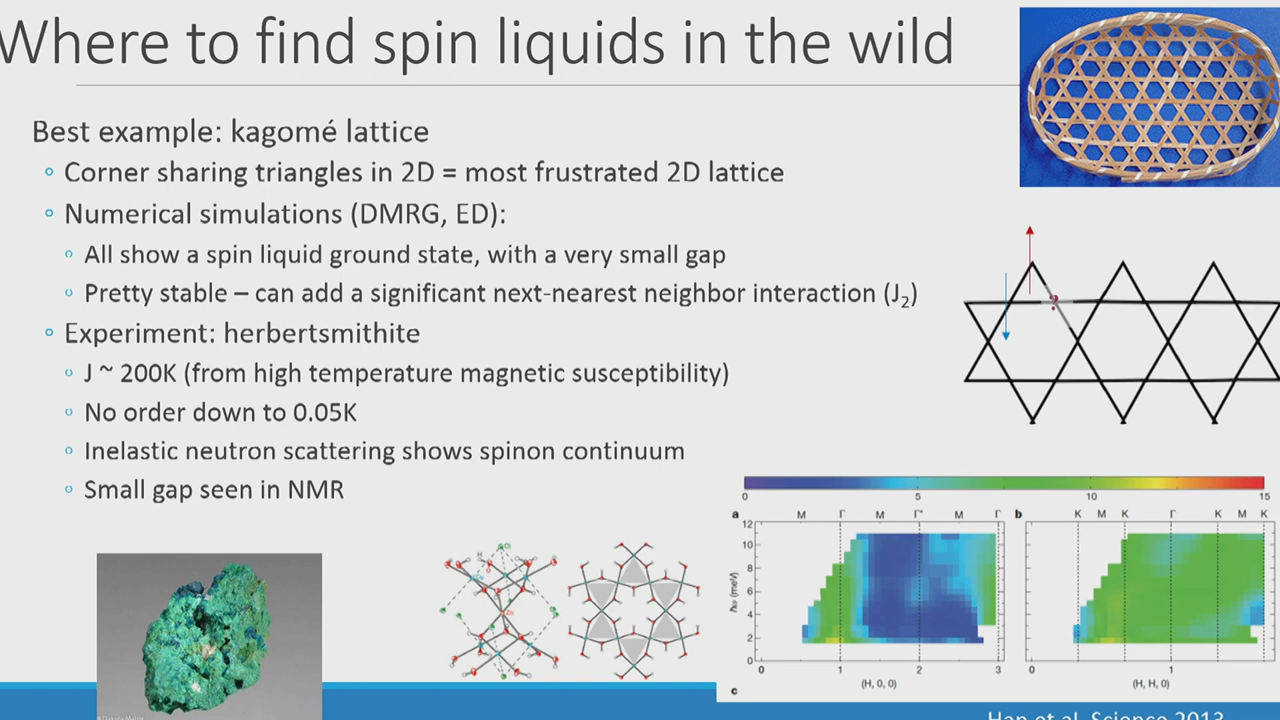 Where to find spin liquids in the wild
Best example: kagomé lattice
Corner sharing triangles in 2D = most frustrated 2D lattice
Numerical simulations (DMRG, ED):
All show a spin liquid ground state, with a very small gap
Pretty stable – can add a significant next-nearest neighbor interaction (J₂)
Experiment: herbertsmithite
J ~ 200K (from high temperature magnetic susceptibility)
No order down to 0.05K
Inelastic neutron scattering shows spinon continuum
Small gap seen in NMR
0 5 10 15
a M Γ M Γ' M Γ b K M K Γ K M K
12
10
8
6
4
2
0
ħω (meV)
0 1 2 3 0 1
(H, 0, 0) (H, H, 0)
c
Han et al. Science 2013